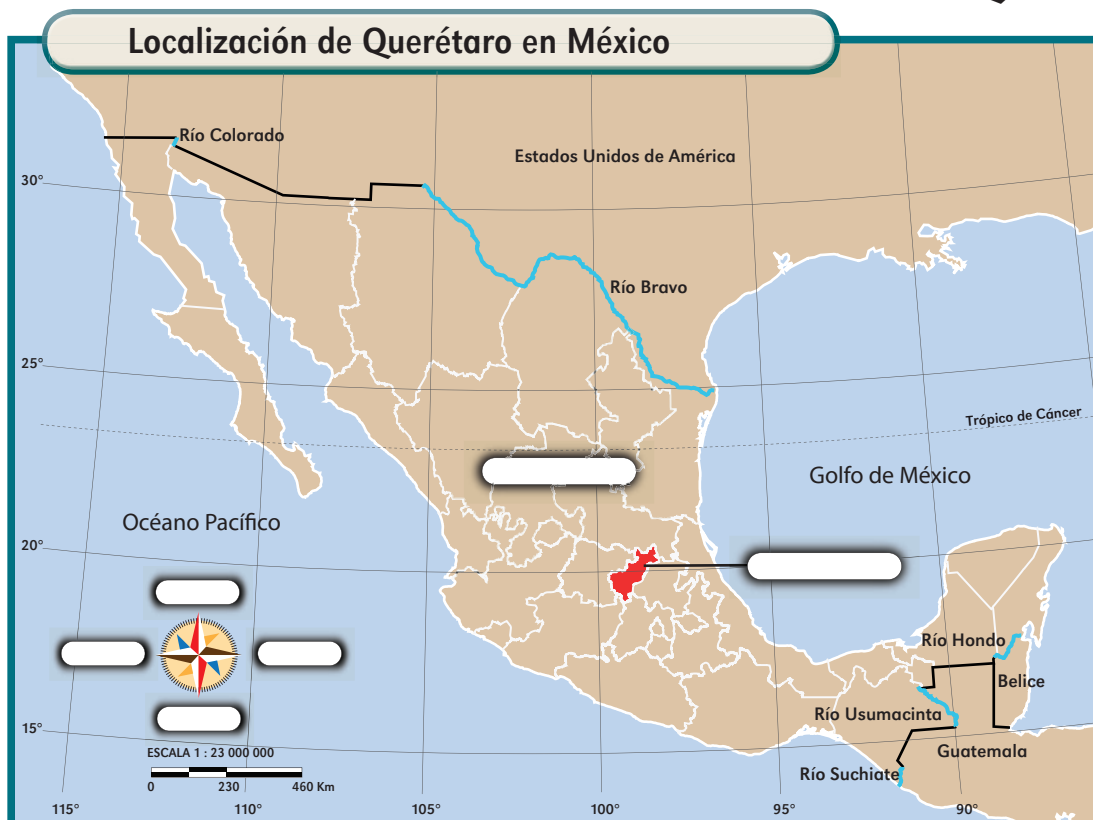 Localización de Querétaro en México
Río Colorado
Estados Unidos de América
30°
Río Bravo
25°
Trópico de Cáncer
Golfo de México
Océano Pacífico
20°
Río Hondo
Belice
Río Usumacinta
15°
Guatemala
ESCALA 1 : 23 000 000
Río Suchiate
0 230 460 Km
115° 110° 105° 100° 95° 90°